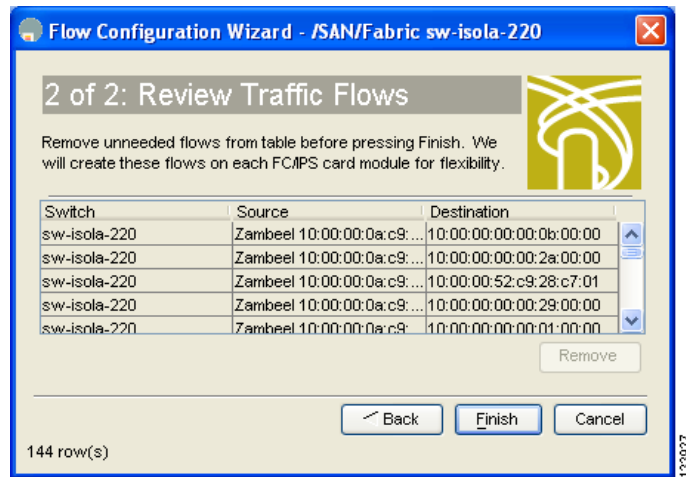 Flow Configuration Wizard - /SAN/Fabric sw-isola-220
2 of 2: Review Traffic Flows
Remove unneeded flows from table before pressing Finish. We
will create these flows on each FC/IPS card module for flexibility.
Switch Source Destination
sw-isola-220 Zambeel 10:00:00:0a:c9:... 10:00:00:00:00:0b:00:00
sw-isola-220 Zambeel 10:00:00:0a:c9:... 10:00:00:00:00:2a:00:00
sw-isola-220 Zambeel 10:00:00:0a:c9:... 10:00:00:52:c9:28:c7:01
sw-isola-220 Zambeel 10:00:00:0a:c9:... 10:00:00:00:00:29:00:00
sw-isola-220 Zambeel 10:00:00:0a:c9: 10:00:00:00:00:01:00:00
Remove
Back Finish Cancel
144 row(s)